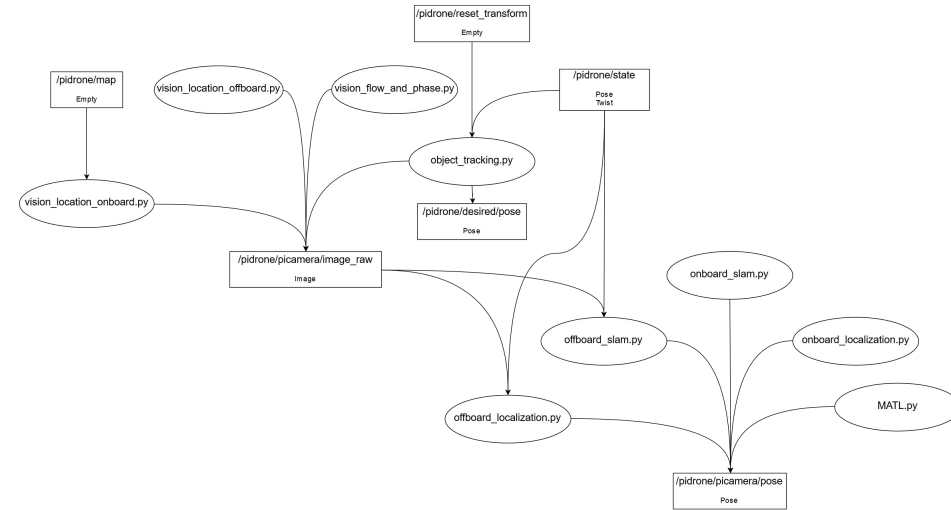 /pidrone/reset_transform
Empty
/pidrone/map
Empty
vision_location_offboard.py
vision_flow_and_phase.py
/pidrone/state
Pose
Twist
object_tracking.py
vision_location_onboard.py
/pidrone/desired/pose
Pose
/pidrone/picamera/image_raw
Image
onboard_slam.py
offboard_slam.py
onboard_localization.py
offboard_localization.py
MATL.py
/pidrone/picamera/pose
Pose